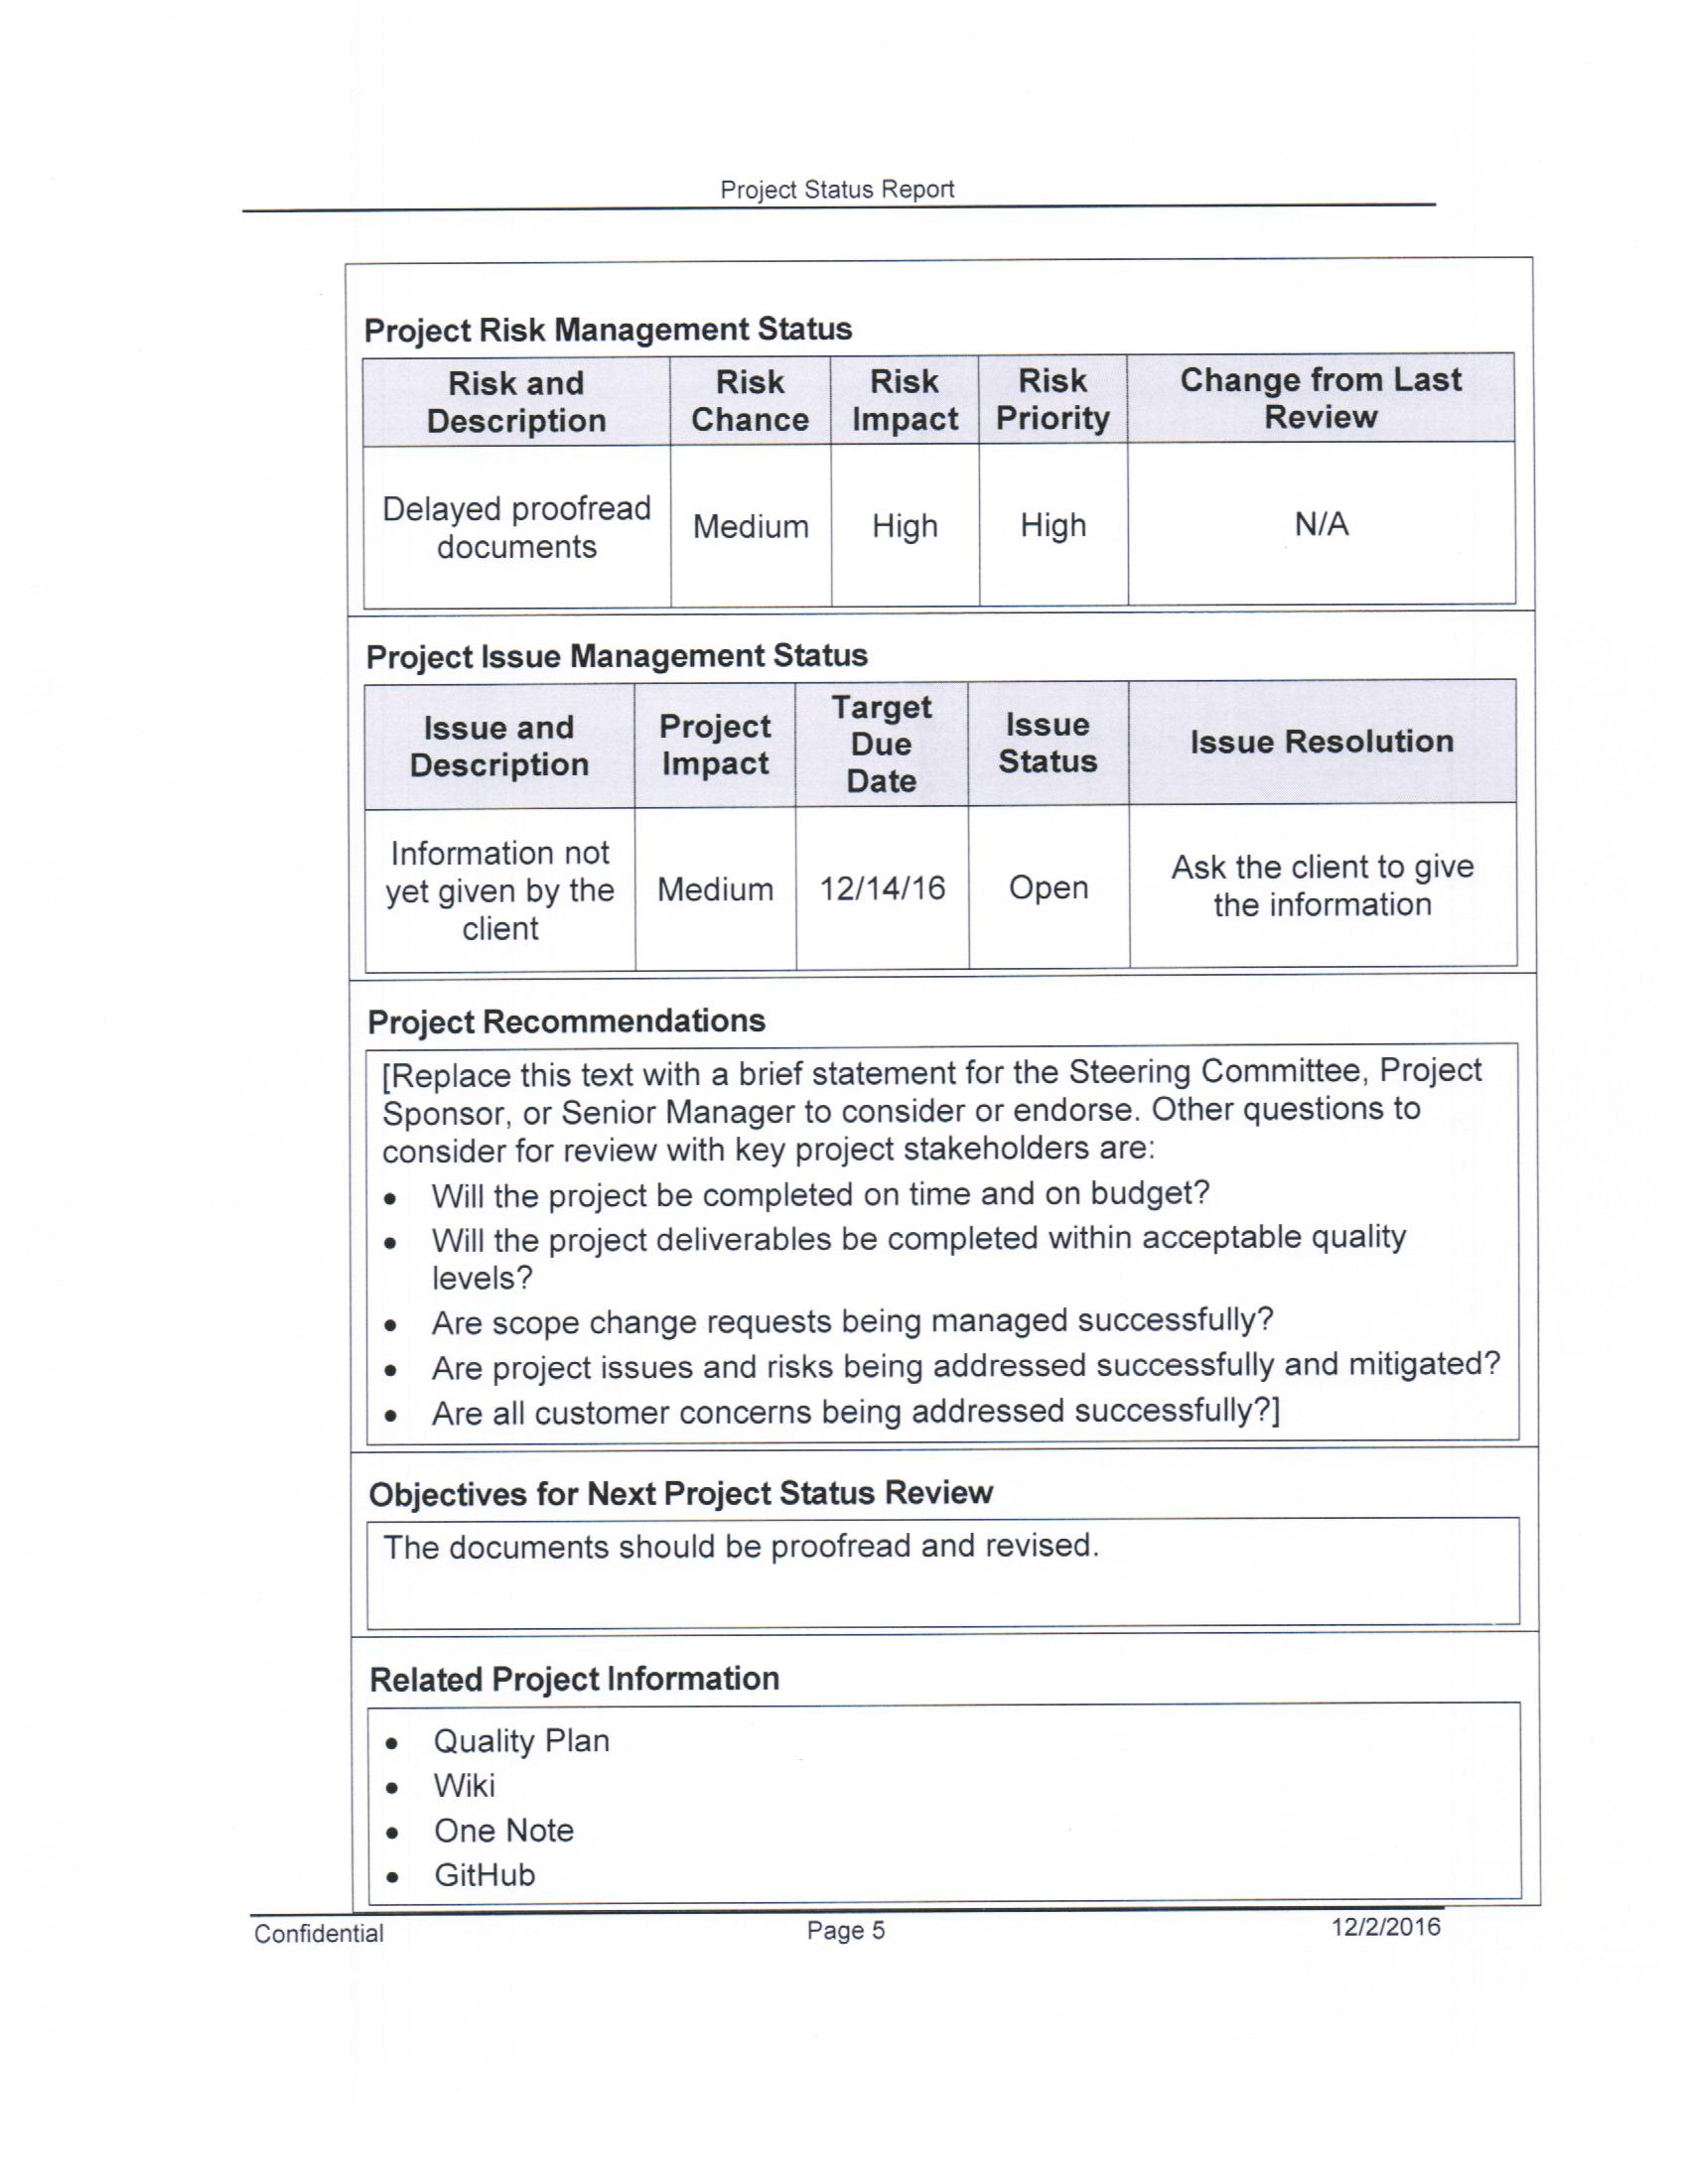 Project Status Report
Project Risk Management Status
Risk and
Description
Risk
Chance
Risk
Impact
Risk
Priority
Change from Last
Review
Delayed proofread
documents
Medium
High
High
N/A
Project Issue Management Status
Issue and
Description
Project
Impact
Target
Due
Date
Issue
Status
Issue Resolution
Information not
yet given by the
client
Medium
12/14/16
Open
Ask the client to give
the information
Project Recommendations
[Replace this text with a brief statement for the Steering Committee, Project
Sponsor, or Senior Manager to consider or endorse. Other questions to
consider for review with key project stakeholders are:
• Will the project be completed on time and on budget?
• Will the project deliverables be completed within acceptable quality
levels?
• Are scope change requests being managed successfully?
• Are project issues and risks being addressed successfully and mitigated?
• Are all customer concerns being addressed successfully?]
Objectives for Next Project Status Review
The documents should be proofread and revised.
Related Project Information
• Quality Plan
• Wiki
• One Note
• GitHub
Confidential
Page 5
12/2/2016